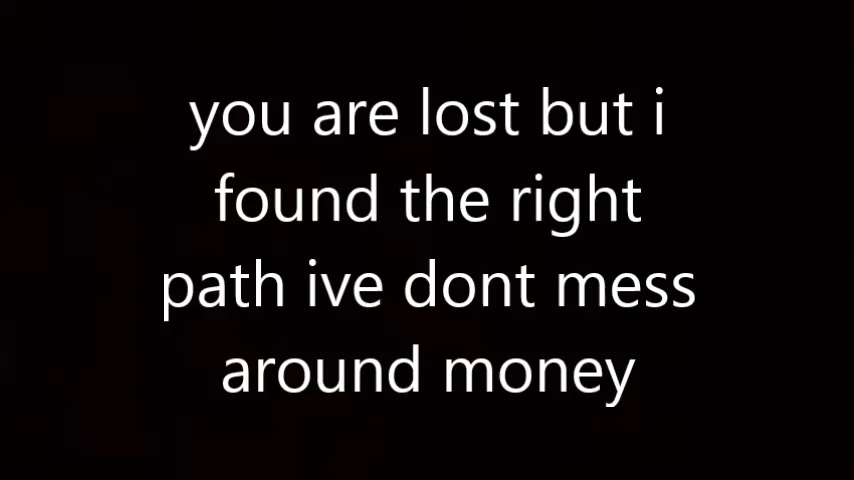 you are lost but i
found the right
path ive dont mess
around money